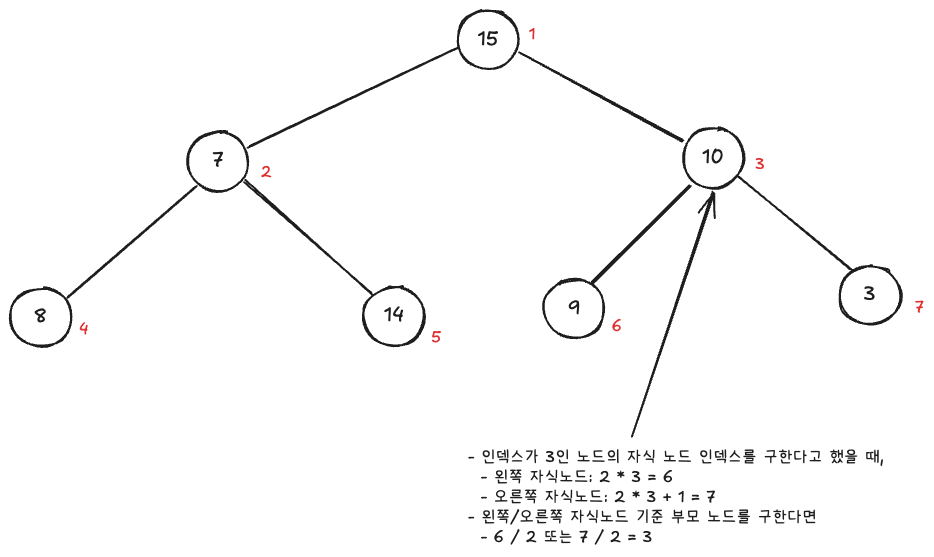 15
1
7
2
10
3
8
4
14
5
9
6
3
7
- 인덱스가 3인 노드의 자식 노드 인덱스를 구한다고 했을 때,
- 왼쪽 자식노드: 2 * 3 = 6
- 오른쪽 자식노드: 2 * 3 + 1 = 7
- 왼쪽/오른쪽 자식노드 기준 부모 노드를 구한다면
- 6 / 2 또는 7 / 2 = 3